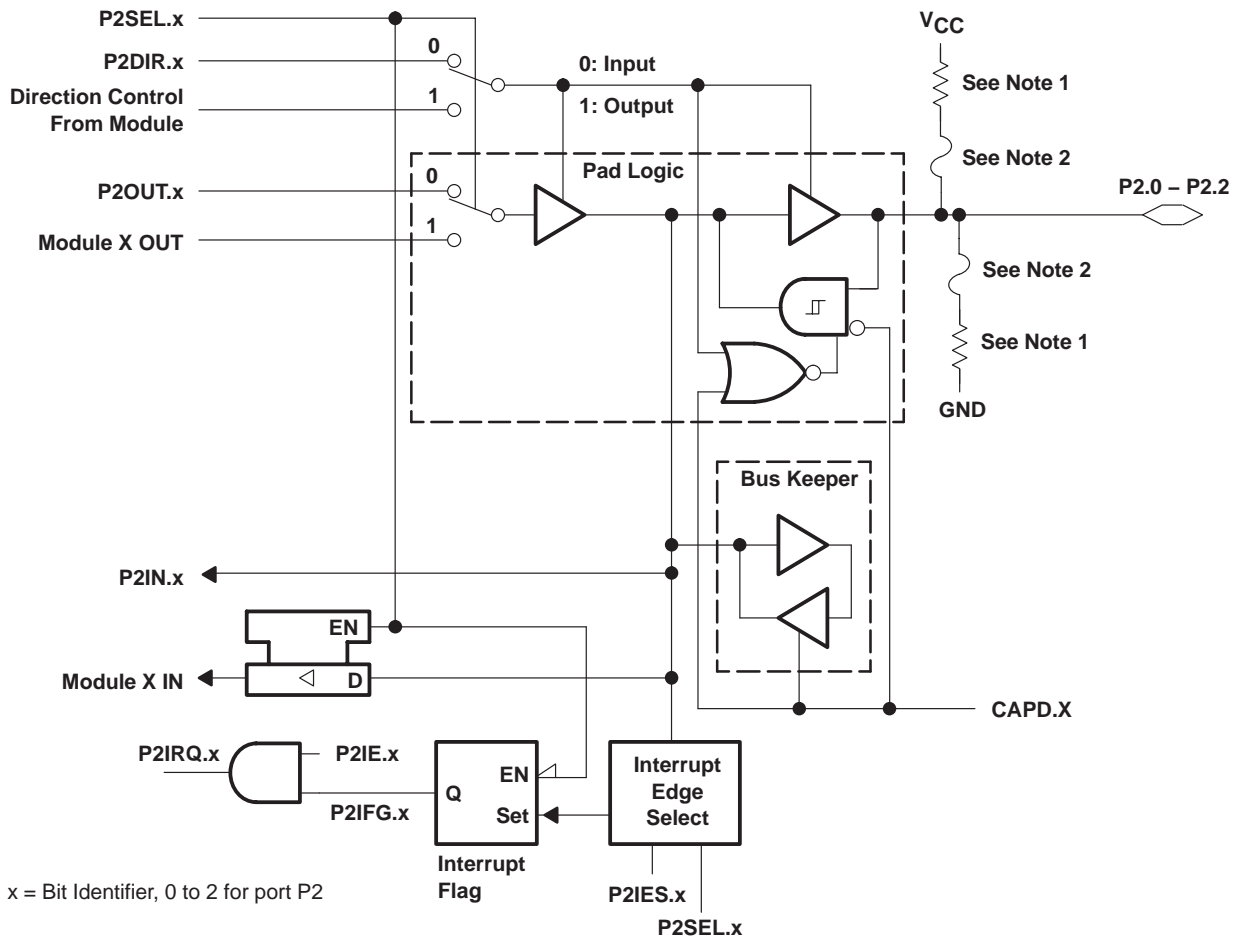 P2SEL.x
VCC
P2DIR.x
0
0: Input
See Note 1
Direction Control
From Module
1
1: Output
Pad Logic
See Note 2
P2OUT.x
0
P2.0 – P2.2
Module X OUT
1
See Note 2
See Note 1
GND
Bus Keeper
P2IN.x
EN
Module X IN
D
CAPD.X
P2IRQ.x
P2IE.x
EN
Interrupt
Edge
Select
Q
P2IFG.x
Set
Interrupt
Flag
P2IES.x
x = Bit Identifier, 0 to 2 for port P2
P2SEL.x